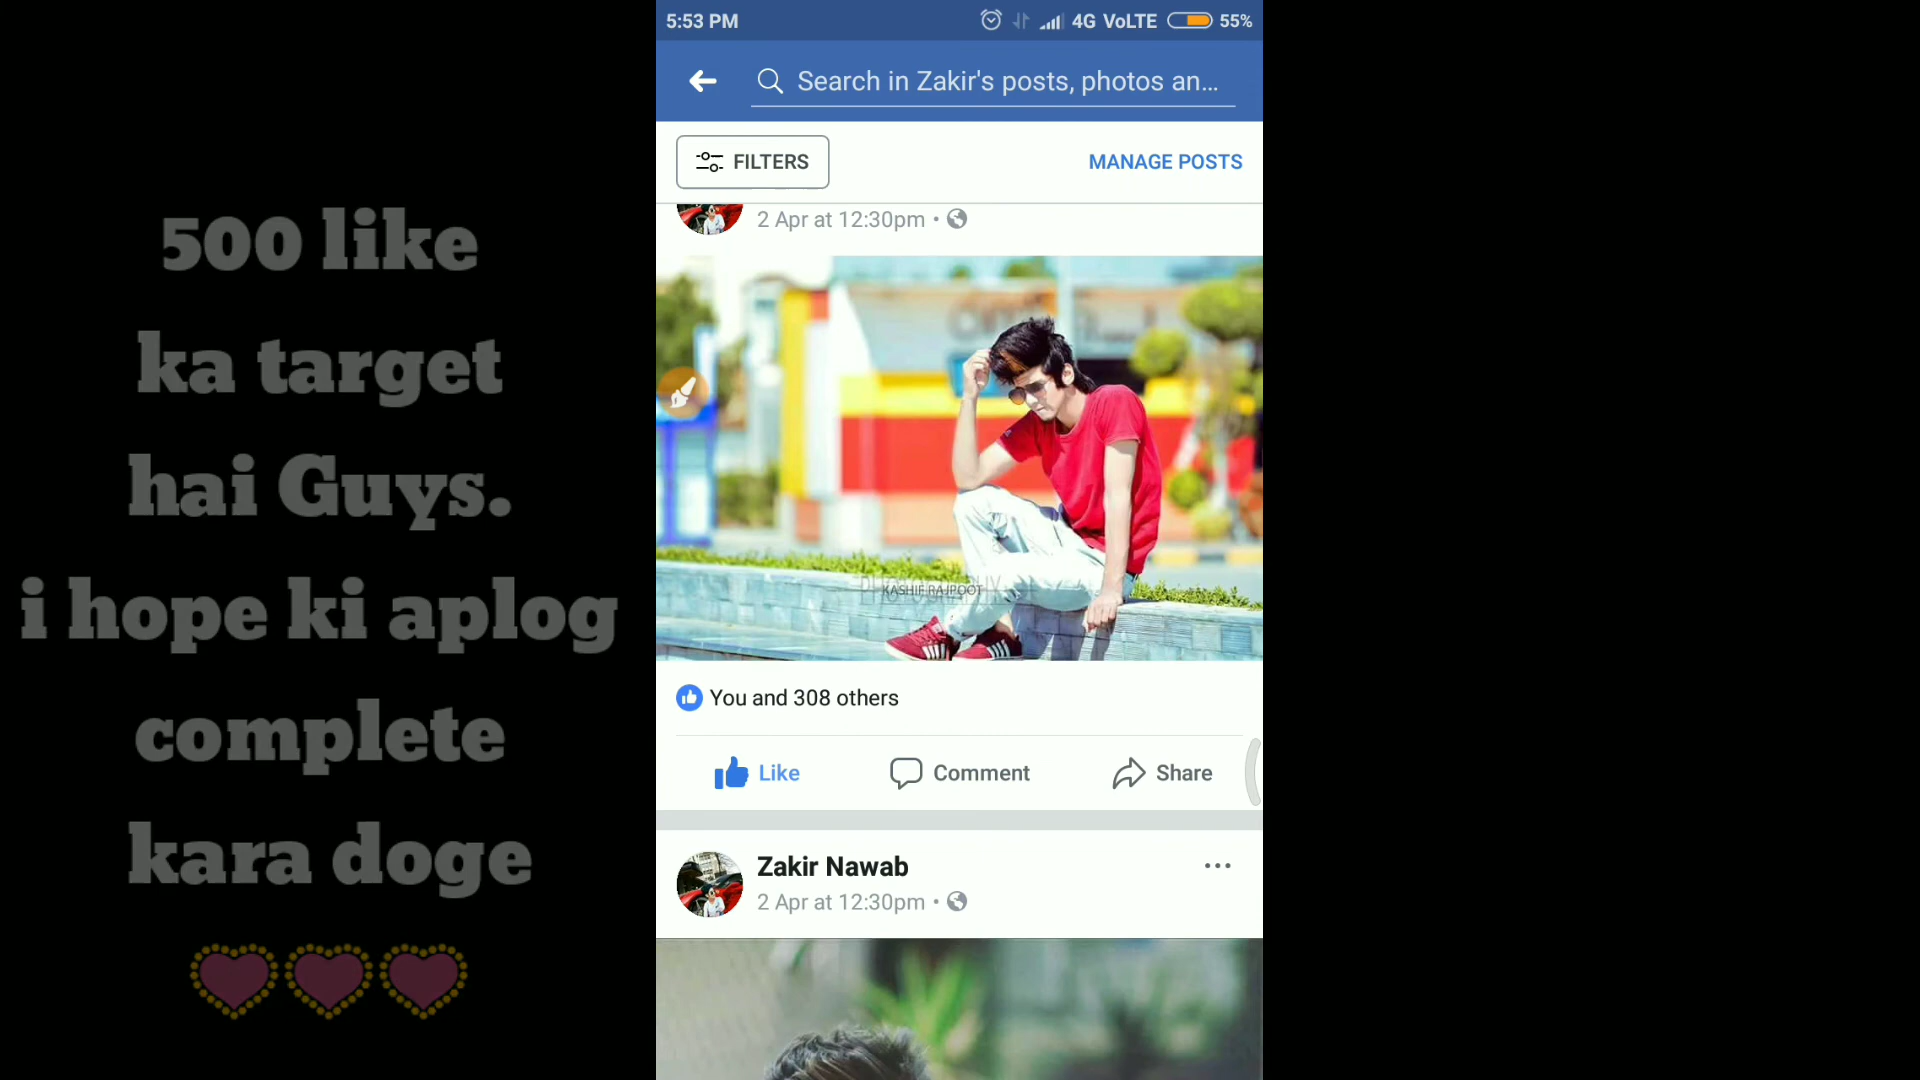 500 like
ka target
hai Guys.
i hope ki aplog
complete
kara doge
5:53 PM
4G VoLTE 55%
Search in Zakir's posts, photos an...
FILTERS
MANAGE POSTS
2 Apr at 12:30pm
KASHIF RAJPOOT
You and 308 others
Like
Comment
Share
Zakir Nawab
2 Apr at 12:30pm